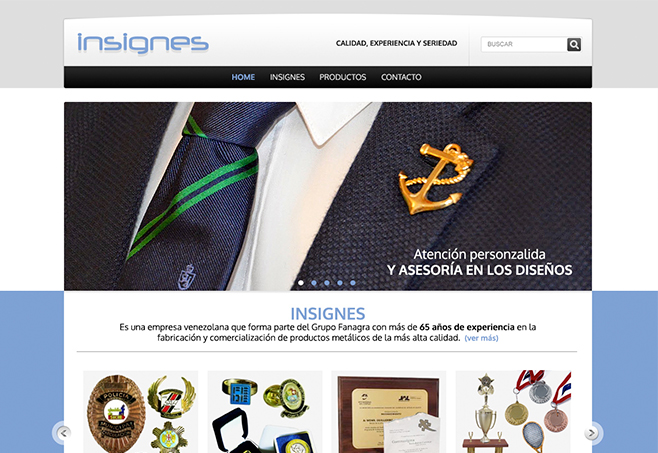 insignes
CALIDAD, EXPERIENCIA Y SERIEDAD
BUSCAR
HOME INSIGNES PRODUCTOS CONTACTO
Atención personzalida
Y ASESORÍA EN LOS DISEÑOS
INSIGNES
Es una empresa venezolana que forma parte del Grupo Fanagra con más de 65 años de experiencia en la
fabricación y comercialización de productos metálicos de la más alta calidad. (ver más)
POLICIA